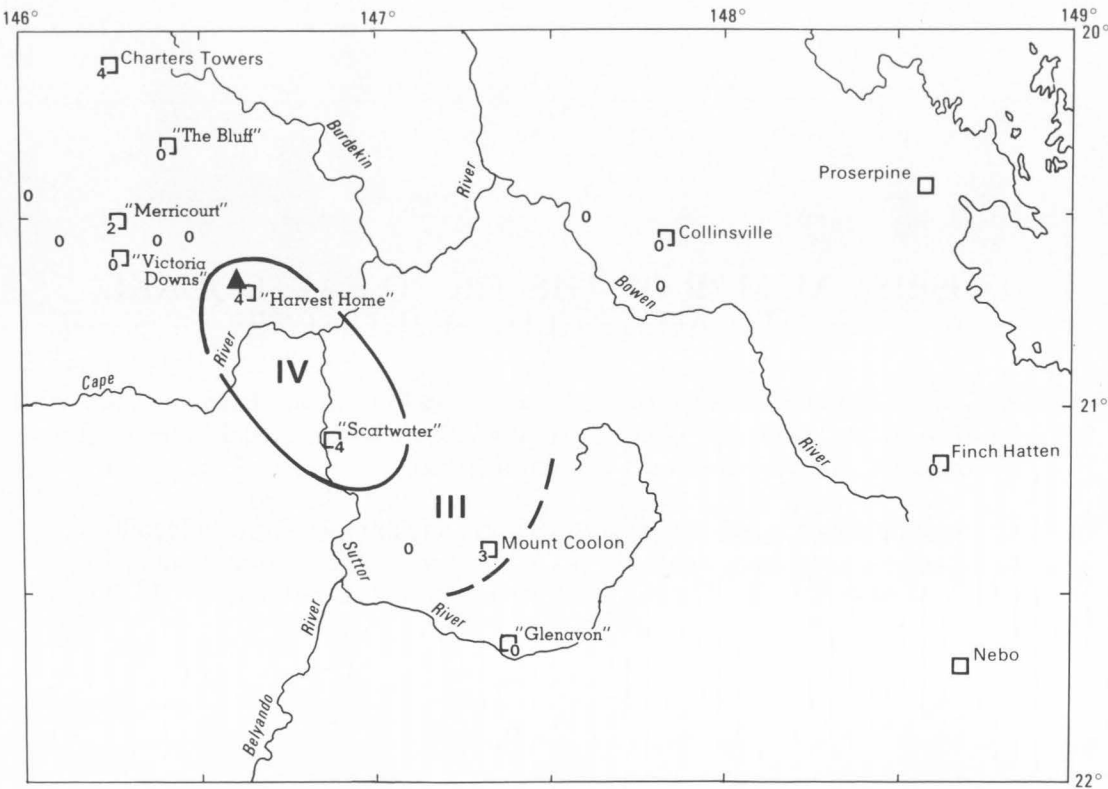 146°
147°
148°
149°
20°
4
Charters Towers
"The Bluff"
0
Burdekin
River
Proserpine
0
"Merricourt"
2
0
0
0
0
0
Collinsville
0
"Victoria
Downs"
0
4
"Harvest Home"
Bowen
River
River
IV
Cape
21°
"Scartwater"
4
Finch Hatten
0
III
0
Mount Coolon
3
Suttor
River
River
"Glenavon"
0
Nebo
Belyando
22°